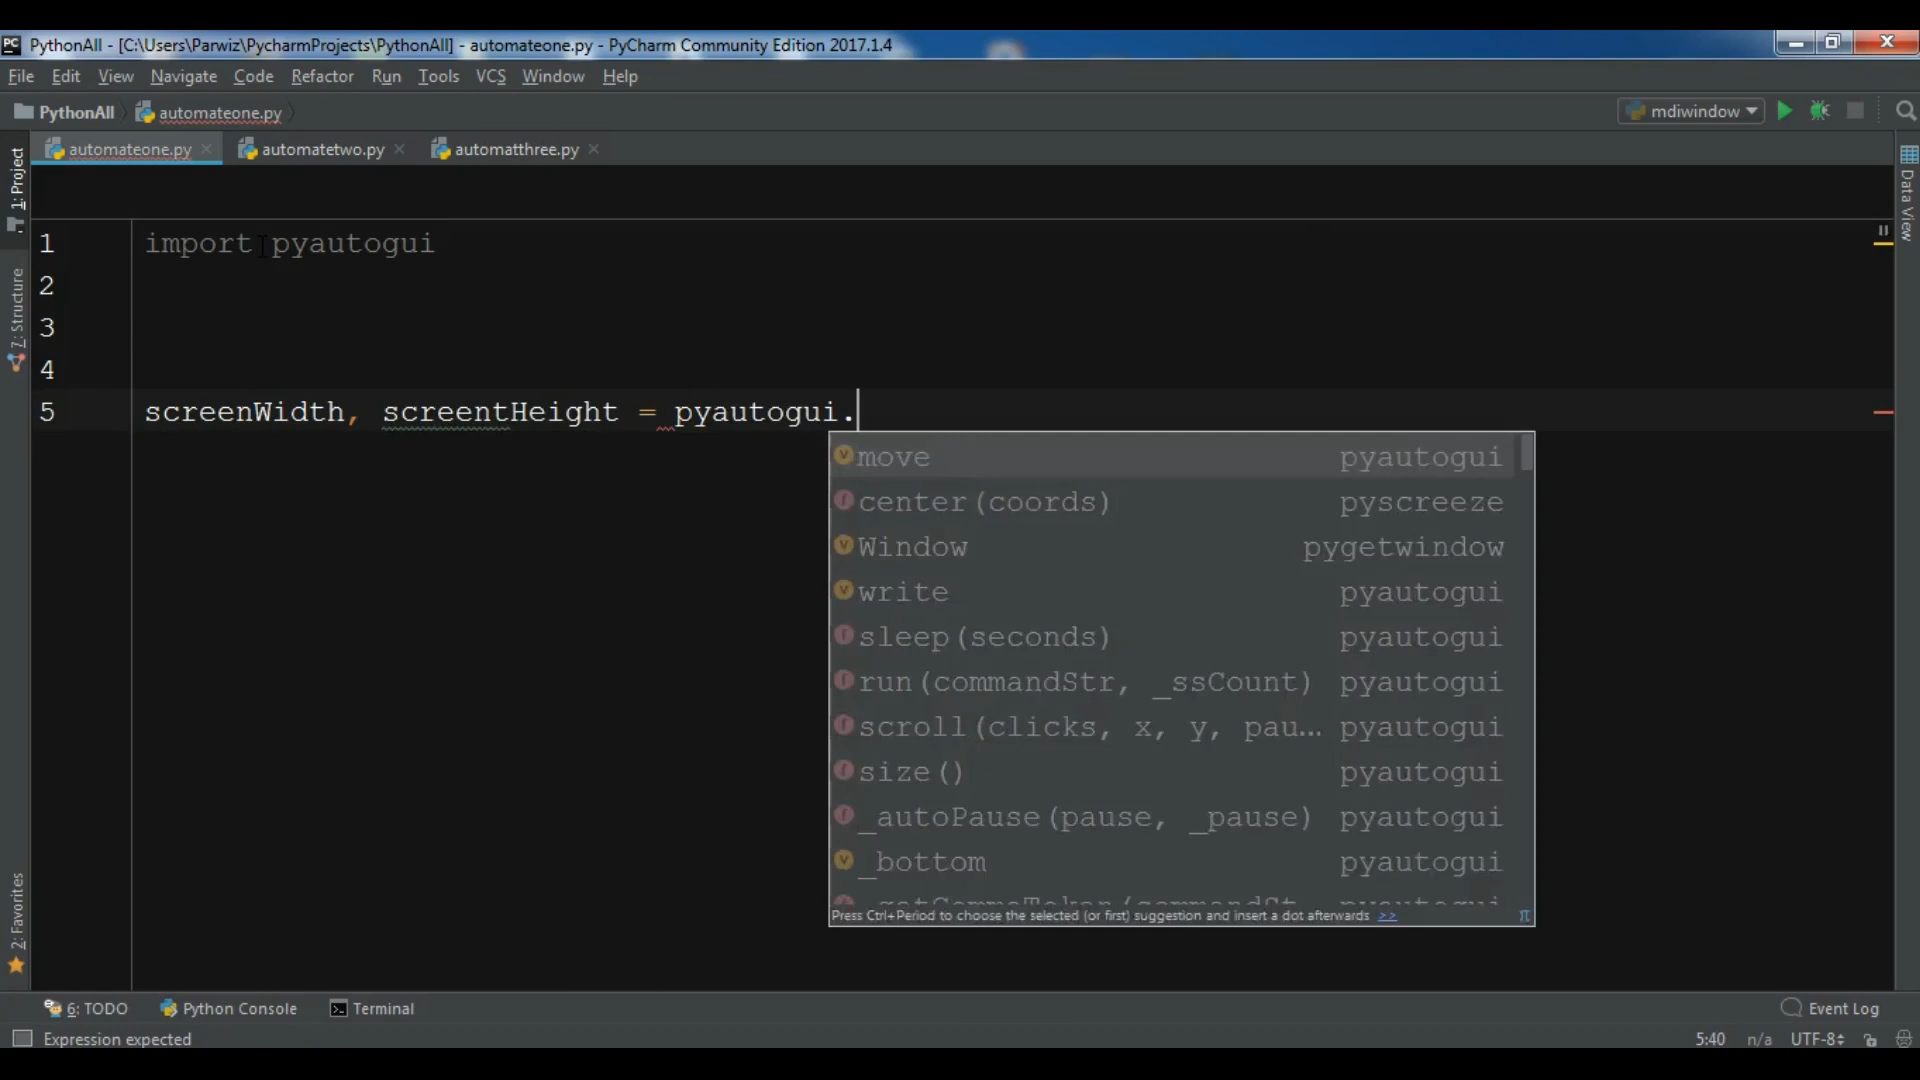 PythonAll - [C:\Users\Parwiz\PycharmProjects\PythonAll] - automateone.py - PyCharm Community Edition 2017.1.4
File Edit View Navigate Code Refactor Run Tools VCS Window Help
PythonAll automateone.py mdiwindow
automateone.py automatetwo.py automatthree.py
1: Project
7: Structure
2: Favorites
Data View
1 import pyautogui
2
3
4
5 screenWidth, screentHeight = pyautogui.
move pyautogui
center(coords) pyscreeze
Window pygetwindow
write pyautogui
sleep(seconds) pyautogui
run(commandStr, _ssCount) pyautogui
scroll(clicks, x, y, pau... pyautogui
size() pyautogui
_autoPause(pause, _pause) pyautogui
_bottom pyautogui
Press Ctrl+Period to choose the selected (or first) suggestion and insert a dot afterwards >> π
6: TODO Python Console Terminal Event Log
Expression expected 5:40 n/a UTF-8